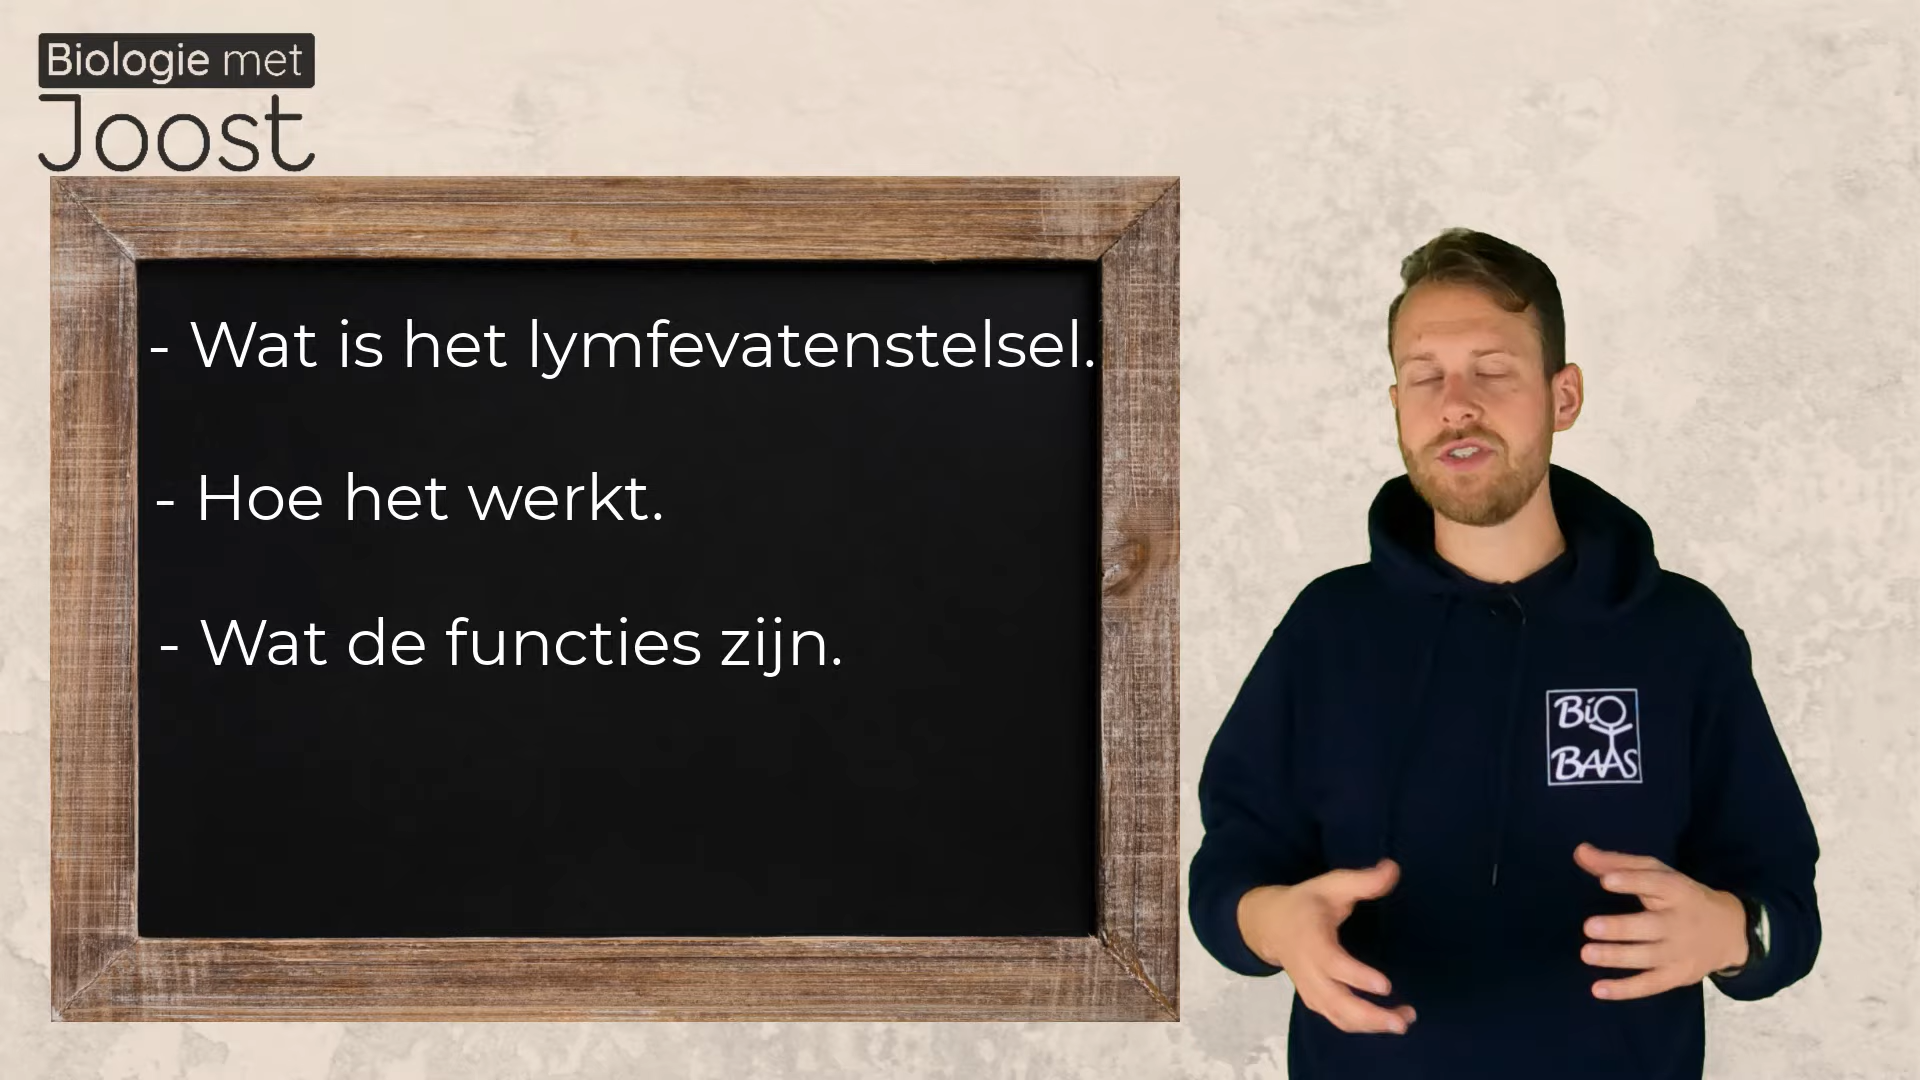 Biologie met
Joost
- Wat is het lymfevatenstelsel.
- Hoe het werkt.
- Wat de functies zijn.
BiO
BAAS